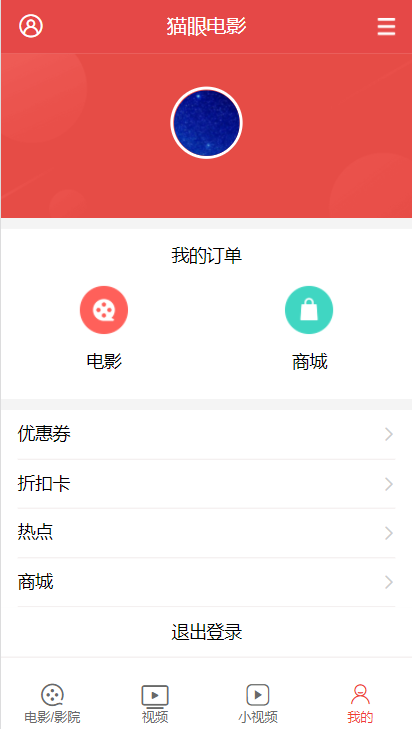 猫眼电影
我的订单
电影 商城
优惠券
折扣卡
热点
商城
退出登录
电影/影院 视频 小视频 我的